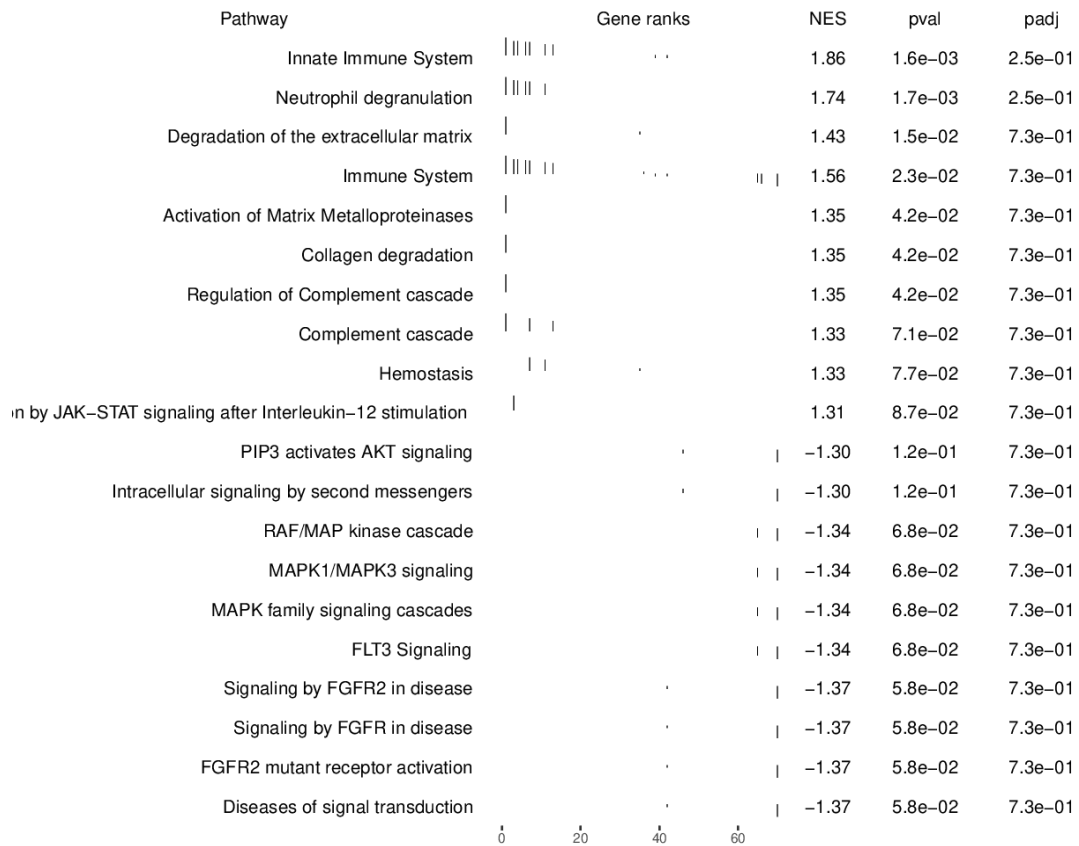 Pathway Gene ranks NES pval padj
Innate Immune System 1.86 1.6e−03 2.5e−01
Neutrophil degranulation 1.74 1.7e−03 2.5e−01
Degradation of the extracellular matrix 1.43 1.5e−02 7.3e−01
Immune System 1.56 2.3e−02 7.3e−01
Activation of Matrix Metalloproteinases 1.35 4.2e−02 7.3e−01
Collagen degradation 1.35 4.2e−02 7.3e−01
Regulation of Complement cascade 1.35 4.2e−02 7.3e−01
Complement cascade 1.33 7.1e−02 7.3e−01
Hemostasis 1.33 7.7e−02 7.3e−01
n by JAK−STAT signaling after Interleukin−12 stimulation 1.31 8.7e−02 7.3e−01
PIP3 activates AKT signaling −1.30 1.2e−01 7.3e−01
Intracellular signaling by second messengers −1.30 1.2e−01 7.3e−01
RAF/MAP kinase cascade −1.34 6.8e−02 7.3e−01
MAPK1/MAPK3 signaling −1.34 6.8e−02 7.3e−01
MAPK family signaling cascades −1.34 6.8e−02 7.3e−01
FLT3 Signaling −1.34 6.8e−02 7.3e−01
Signaling by FGFR2 in disease −1.37 5.8e−02 7.3e−01
Signaling by FGFR in disease −1.37 5.8e−02 7.3e−01
FGFR2 mutant receptor activation −1.37 5.8e−02 7.3e−01
Diseases of signal transduction −1.37 5.8e−02 7.3e−01
0 20 40 60